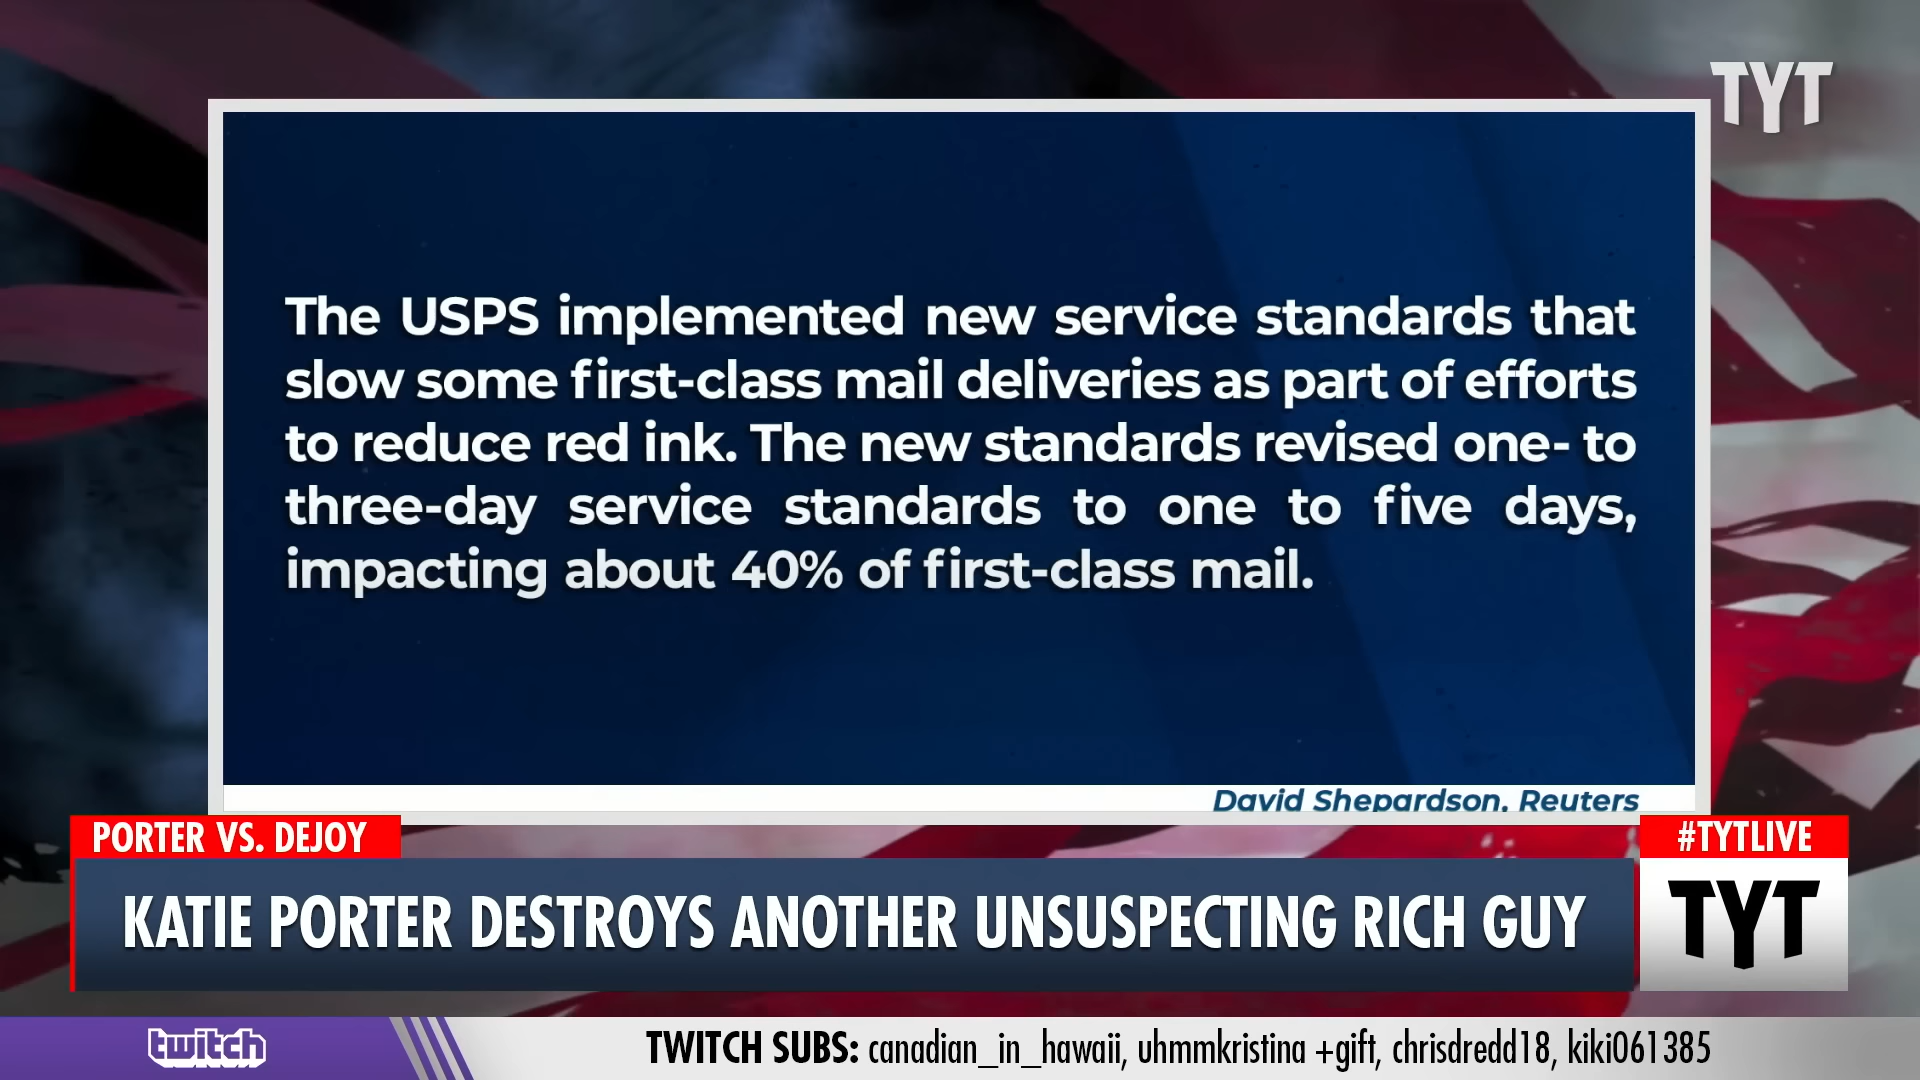 TYT
The USPS implemented new service standards that
slow some first-class mail deliveries as part of efforts
to reduce red ink. The new standards revised one- to
three-day service standards to one to five days,
impacting about 40% of first-class mail.
David Shepardson, Reuters
PORTER VS. DEJOY
#TYTLIVE
KATIE PORTER DESTROYS ANOTHER UNSUSPECTING RICH GUY
TYT
twitch
TWITCH SUBS: canadian_in_hawaii, uhmmkristina +gift, chrisdredd18, kiki061385